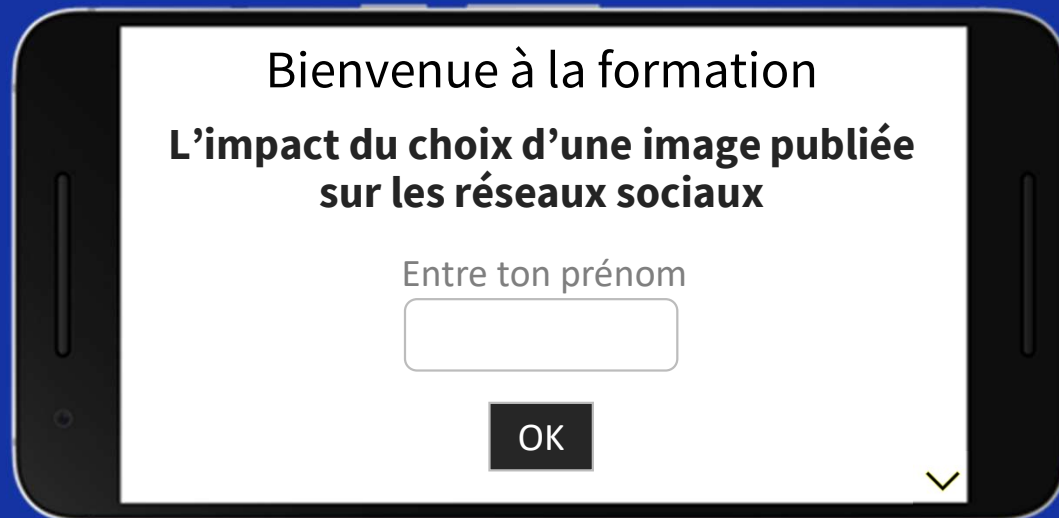 Bienvenue à la formation
L’impact du choix d’une image publiée
sur les réseaux sociaux
Entre ton prénom
OK